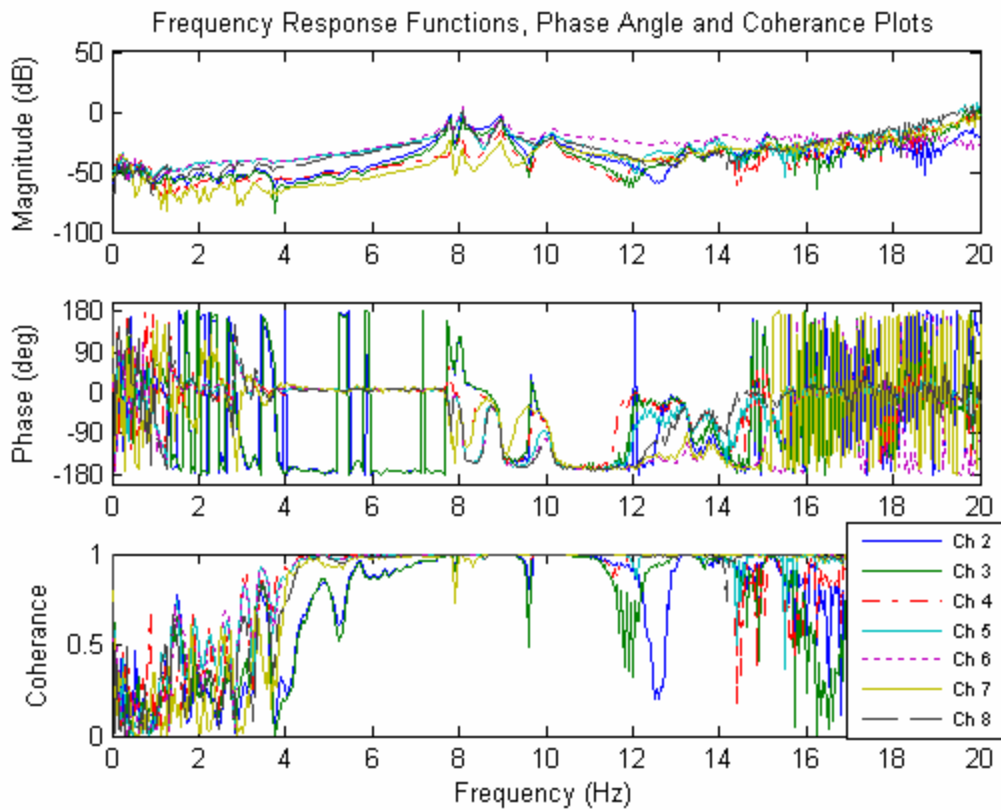 Frequency Response Functions, Phase Angle and Coherance Plots
Magnitude (dB)
50
0
-50
-100
0 2 4 6 8 10 12 14 16 18 20
Phase (deg)
180
90
0
-90
-180
0 2 4 6 8 10 12 14 16 18 20
Coherance
1
0.5
0
0 2 4 6 8 10 12 14 16 18 20
Frequency (Hz)
Ch 2
Ch 3
Ch 4
Ch 5
Ch 6
Ch 7
Ch 8